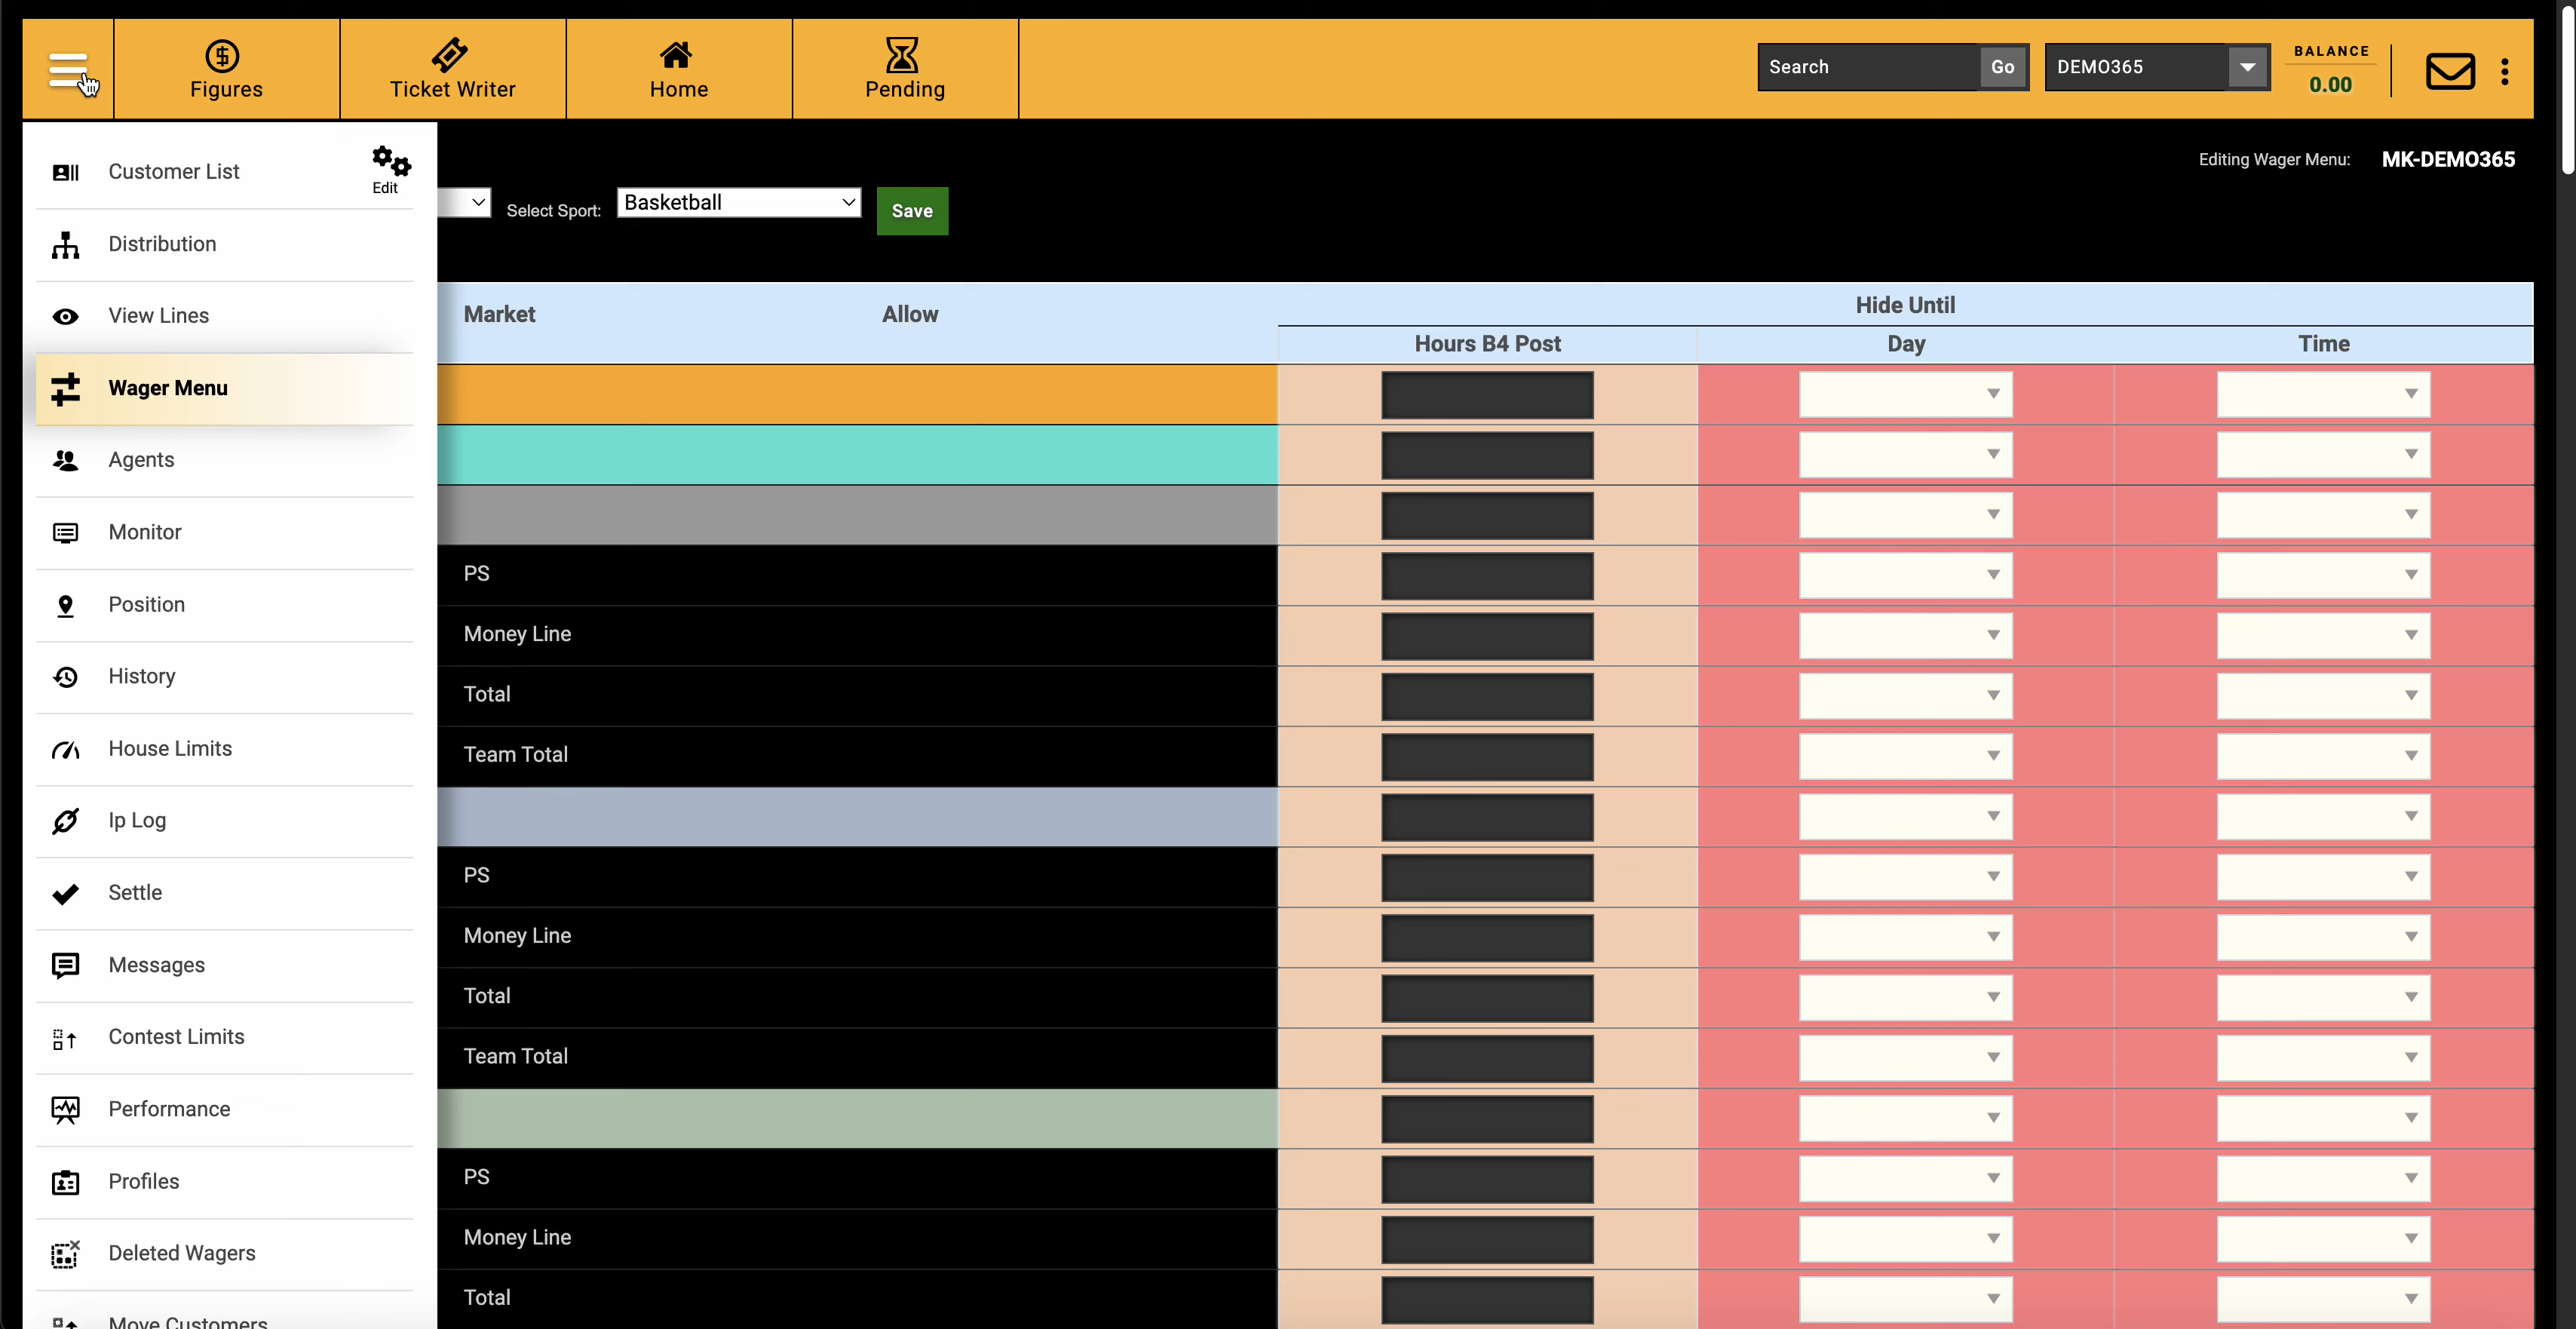 Figures
Ticket Writer
Home
Pending
Search
Go
DEMO365
BALANCE
0.00
Customer List
Edit
Distribution
View Lines
Wager Menu
Agents
Monitor
Position
History
House Limits
Ip Log
Settle
Messages
Contest Limits
Performance
Profiles
Deleted Wagers
Move Customers
Editing Wager Menu: MK-DEMO365
Select Sport: Basketball Save
Market Allow Hide Until
Hours B4 Post Day Time
PS
Money Line
Total
Team Total
PS
Money Line
Total
Team Total
PS
Money Line
Total